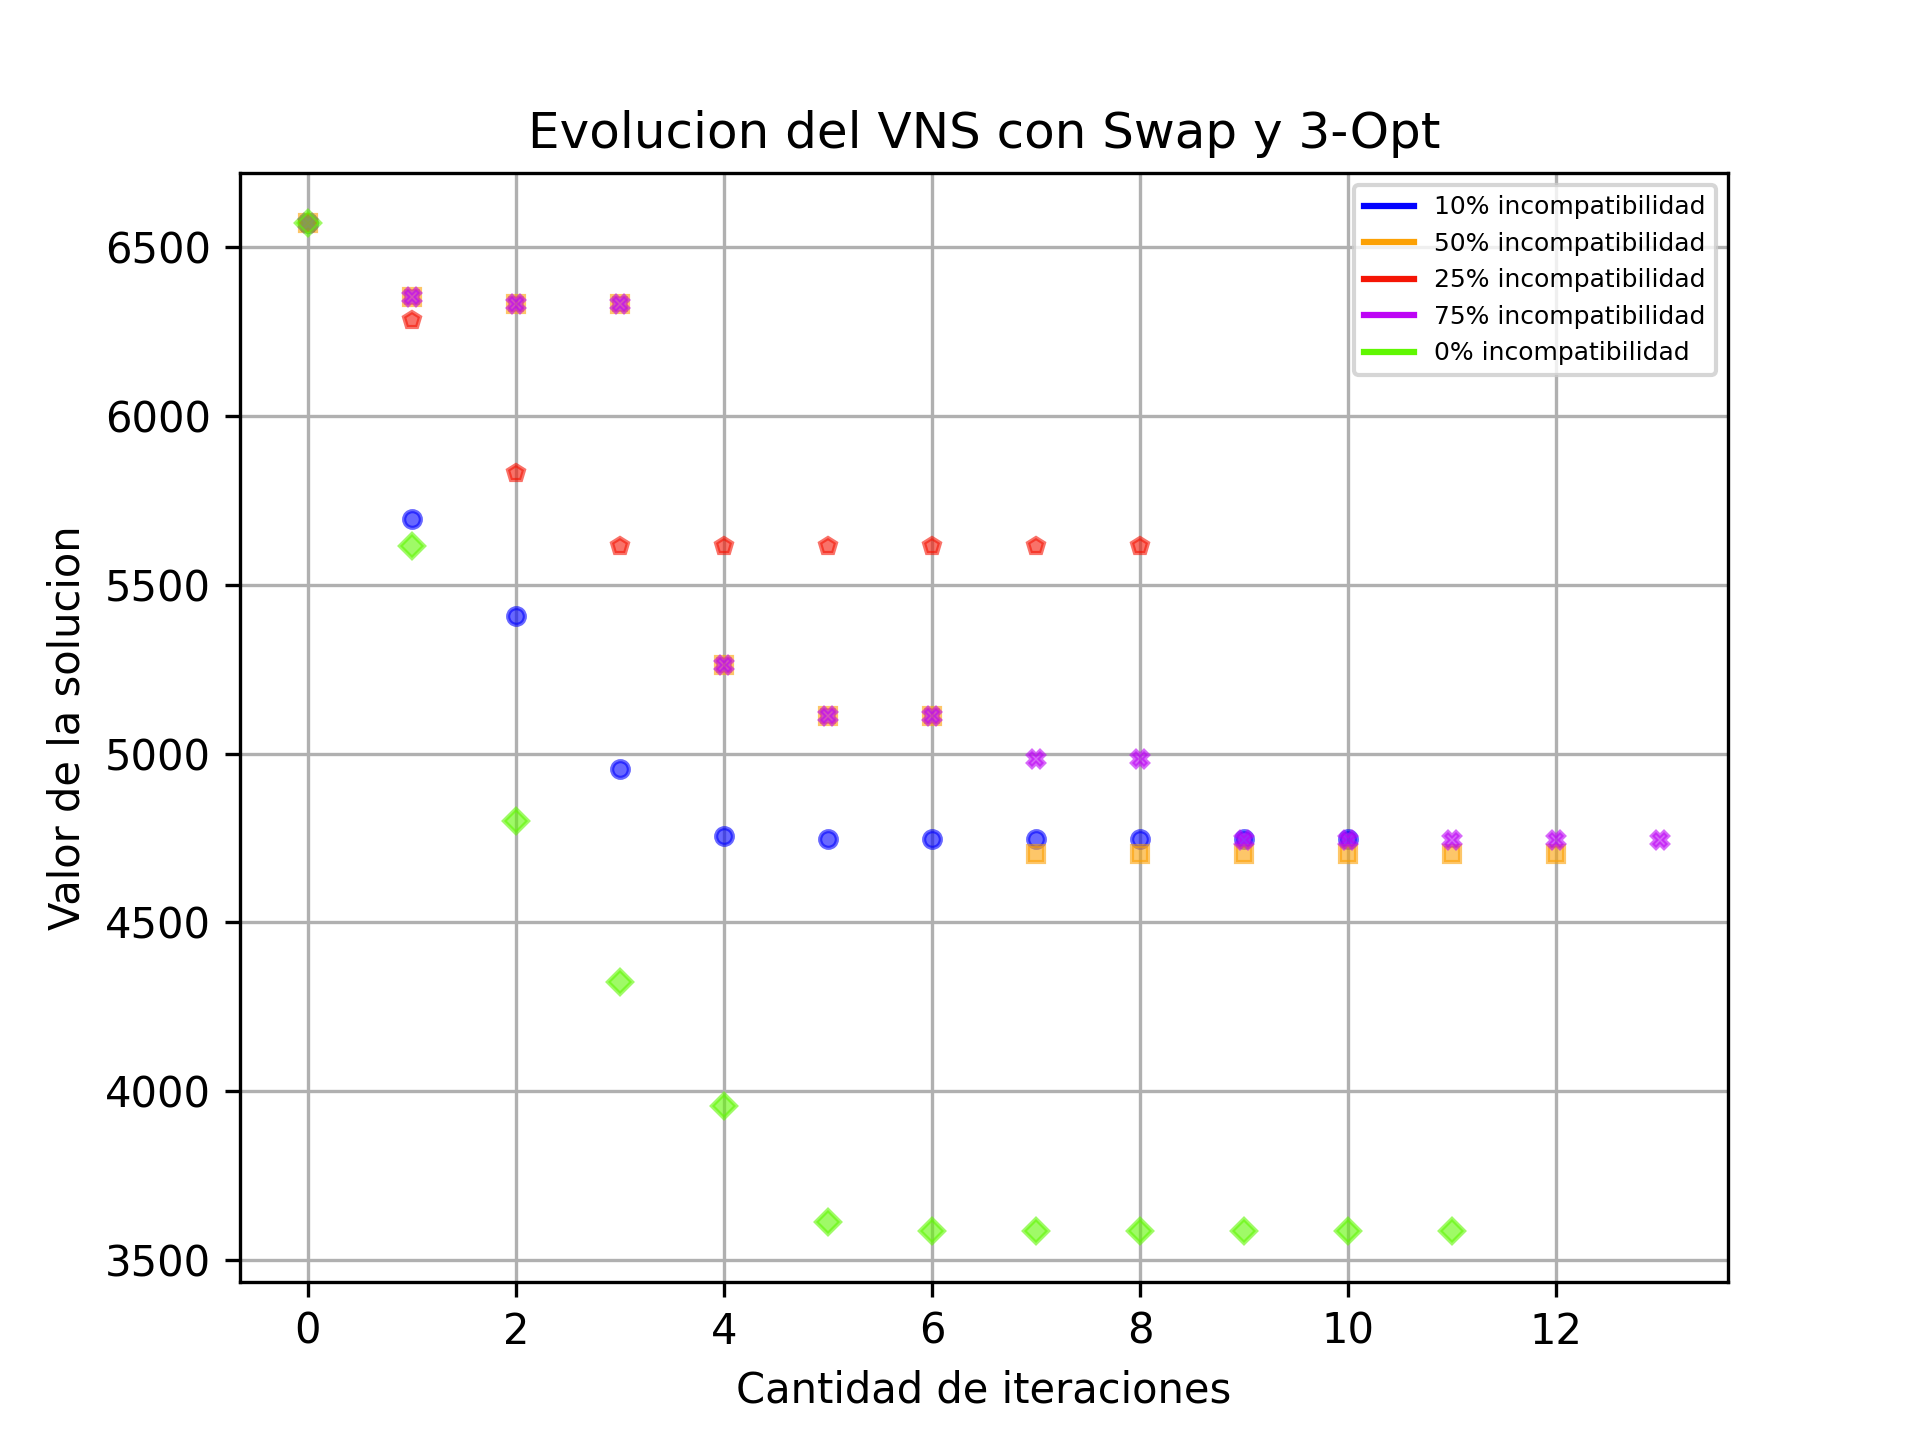 Evolucion del VNS con Swap y 3-Opt
10% incompatibilidad
50% incompatibilidad
25% incompatibilidad
75% incompatibilidad
0% incompatibilidad
Valor de la solucion
6500
6000
5500
5000
4500
4000
3500
0 2 4 6 8 10 12
Cantidad de iteraciones